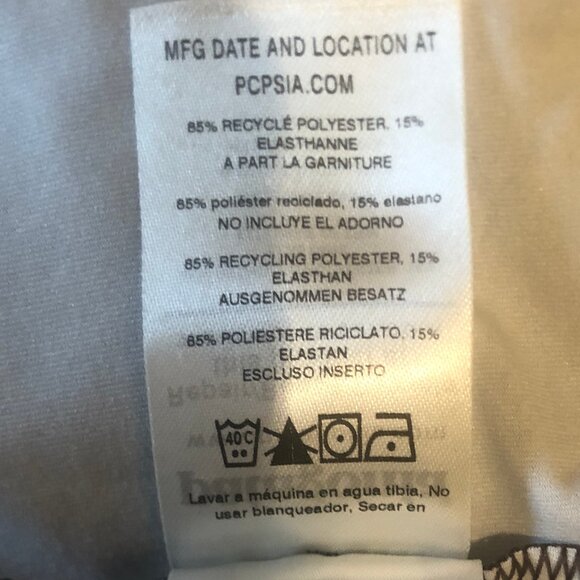 MFG DATE AND LOCATION AT
PCPSIA.COM
85% RECYCLÉ POLYESTER, 15%
ELASTHANNE
A PART LA GARNITURE
85% poliéster reciclado, 15% elastano
NO INCLUYE EL ADORNO
85% RECYCLING POLYESTER, 15%
ELASTHAN
AUSGENOMMEN BESATZ
85% POLIESTERE RICICLATO, 15%
ELASTAN
ESCLUSO INSERTO
40C
Lavar a máquina en agua tibia, No
usar blanqueador, Secar en